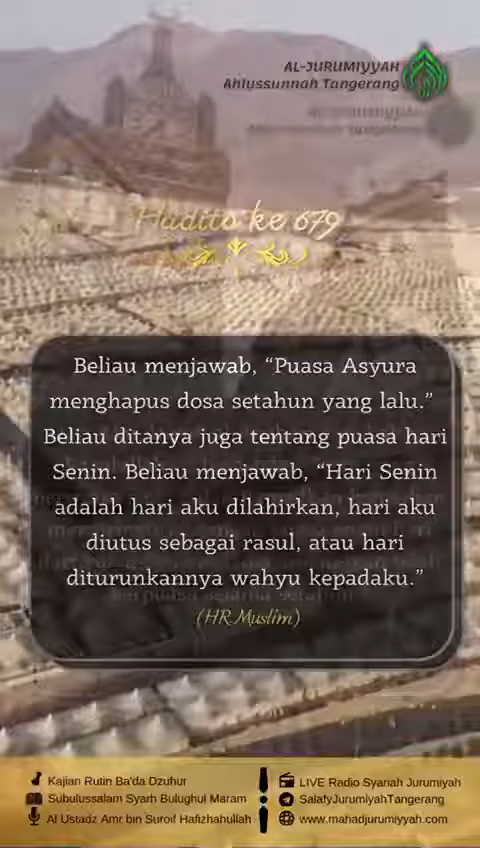 AL-JURUMIYYAH
Ahlussunnah Tangerang
Hadits ke 679
Beliau menjawab, “Puasa Asyura
menghapus dosa setahun yang lalu.”
Beliau ditanya juga tentang puasa hari
Senin. Beliau menjawab, “Hari Senin
adalah hari aku dilahirkan, hari aku
diutus sebagai rasul, atau hari
diturunkannya wahyu kepadaku.”
(HR. Muslim)
Kajian Rutin Ba'da Dzuhur
Subulussalam Syarh Bulughul Maram
Al Ustadz Amr bin Suroif Hafizhahullah
LIVE Radio Syariah Jurumiyah
SalafyJurumiyahTangerang
www.mahadjurumiyyah.com